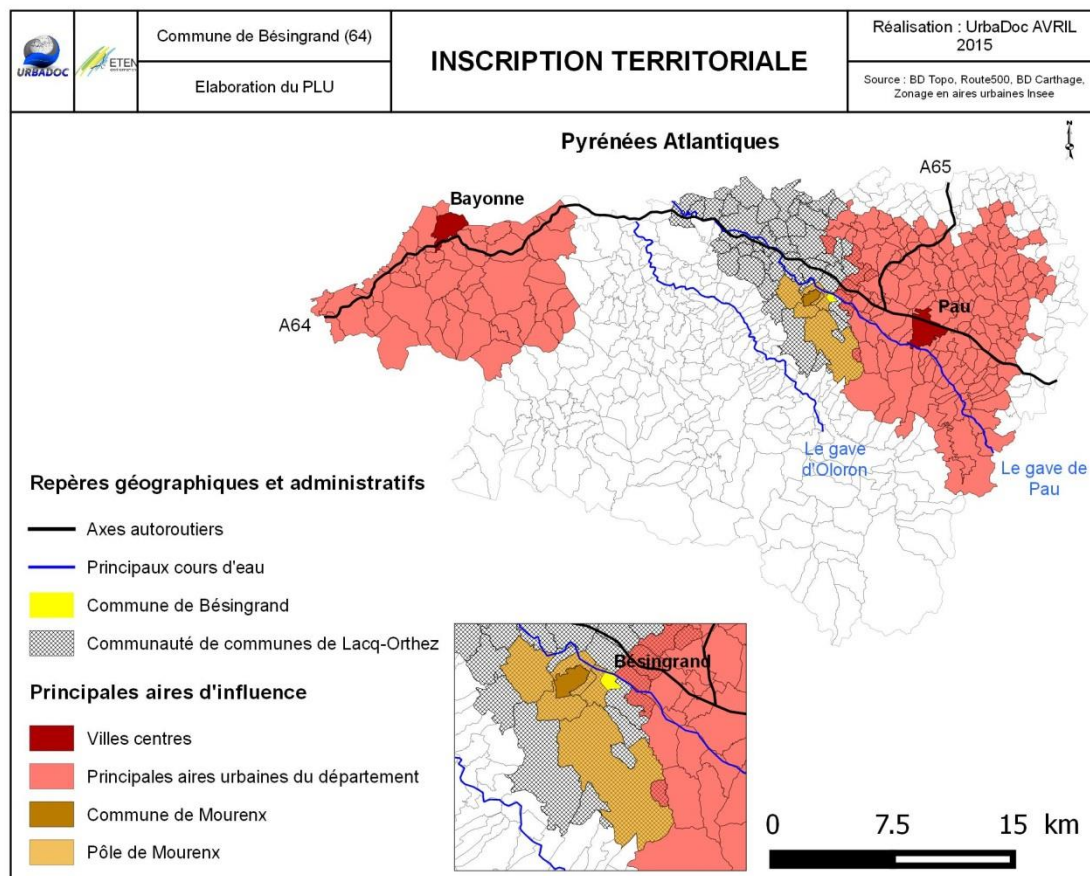 URBADOC
ETEN
Commune de Bésingrand (64)
Elaboration du PLU
INSCRIPTION TERRITORIALE
Réalisation : UrbaDoc AVRIL
2015
Source : BD Topo, Route500, BD Carthage,
Zonage en aires urbaines Insee
Pyrénées Atlantiques
N
A65
Bayonne
Pau
A64
Le gave
d'Oloron
Le gave de
Pau
Repères géographiques et administratifs
Axes autoroutiers
Principaux cours d'eau
Commune de Bésingrand
Communauté de communes de Lacq-Orthez
Principales aires d'influence
Villes centres
Principales aires urbaines du département
Commune de Mourenx
Pôle de Mourenx
Bésingrand
0 7.5 15 km